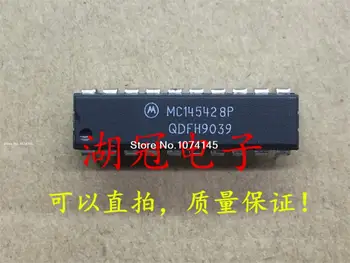 MC145428P
QDFH9039
湖冠电子
Store No.: 1074145
可以直拍，质量保证！